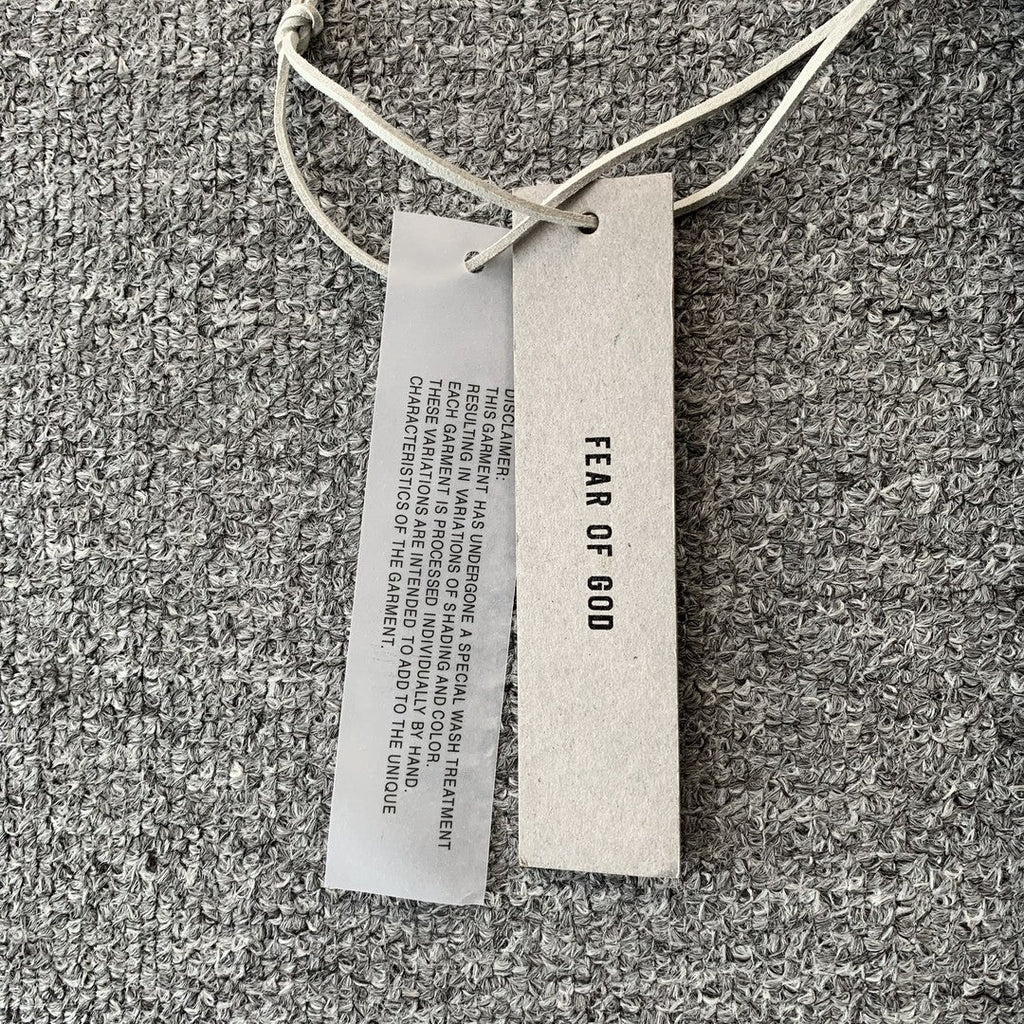 DISCLAIMER:
THIS GARMENT HAS UNDERGONE A SPECIAL WASH TREATMENT
RESULTING IN VARIATIONS OF SHADING AND COLOR.
EACH GARMENT IS PROCESSED INDIVIDUALLY BY HAND.
THESE VARIATIONS ARE INTENDED TO ADD TO THE UNIQUE
CHARACTERISTICS OF THE GARMENT.
FEAR OF GOD